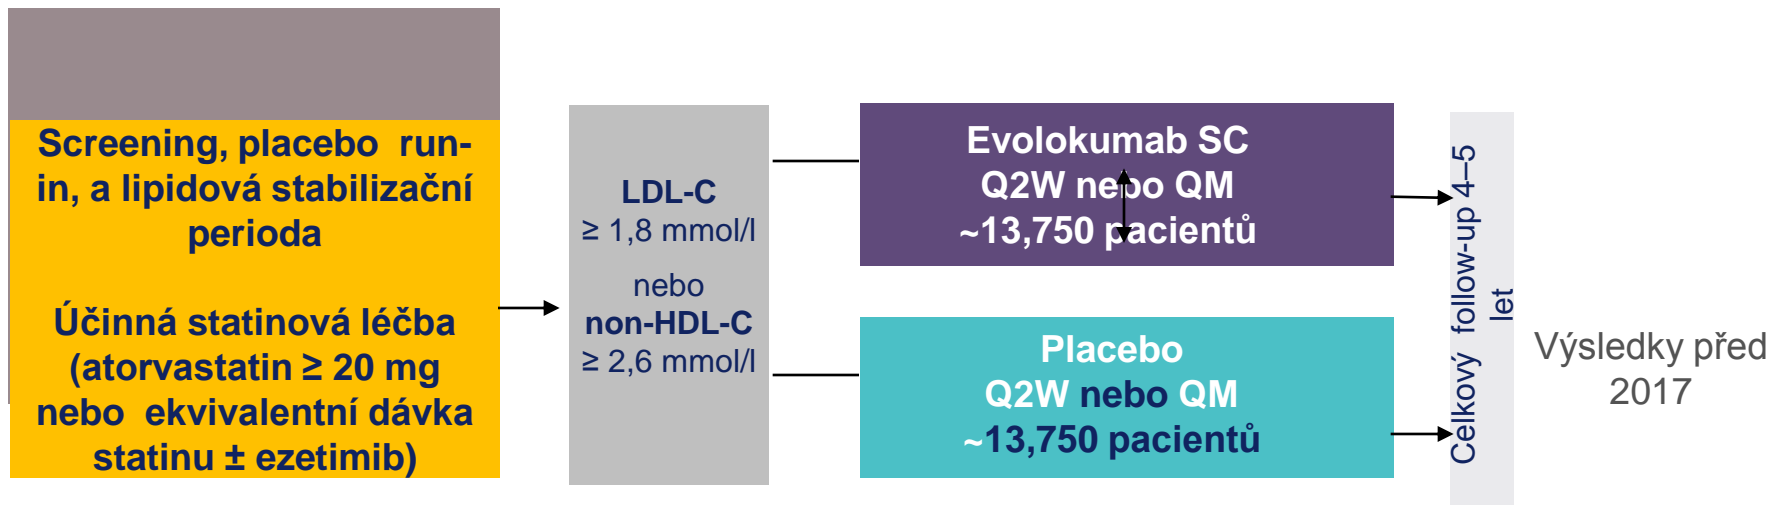 Screening, placebo  run-
in, a lipidová stabilizační
perioda
Účinná statinová léčba
(atorvastatin ≥ 20 mg
nebo  ekvivalentní dávka
statinu ± ezetimib)
LDL-C
≥ 1,8 mmol/l
nebo
non-HDL-C
≥ 2,6 mmol/l
Evolokumab SC
Q2W nebo QM
~13,750 pacientů
Placebo
Q2W nebo QM
~13,750 pacientů
Celkový  follow-up 4–5
let
Výsledky před
2017